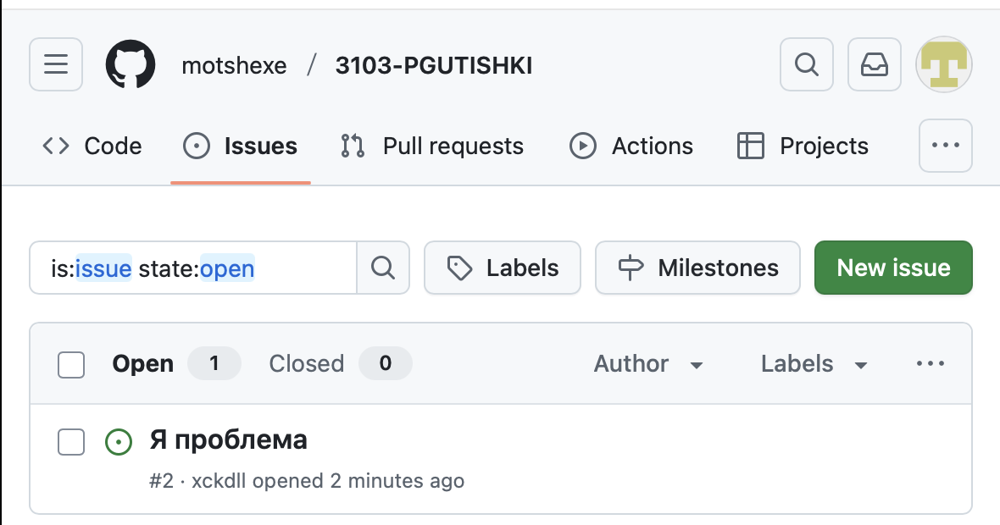 motshexe / 3103-PGUTISHKI
Code Issues Pull requests Actions Projects
is:issue state:open Labels Milestones New issue
Open 1 Closed 0 Author Labels
Я проблема
#2 · xckdll opened 2 minutes ago